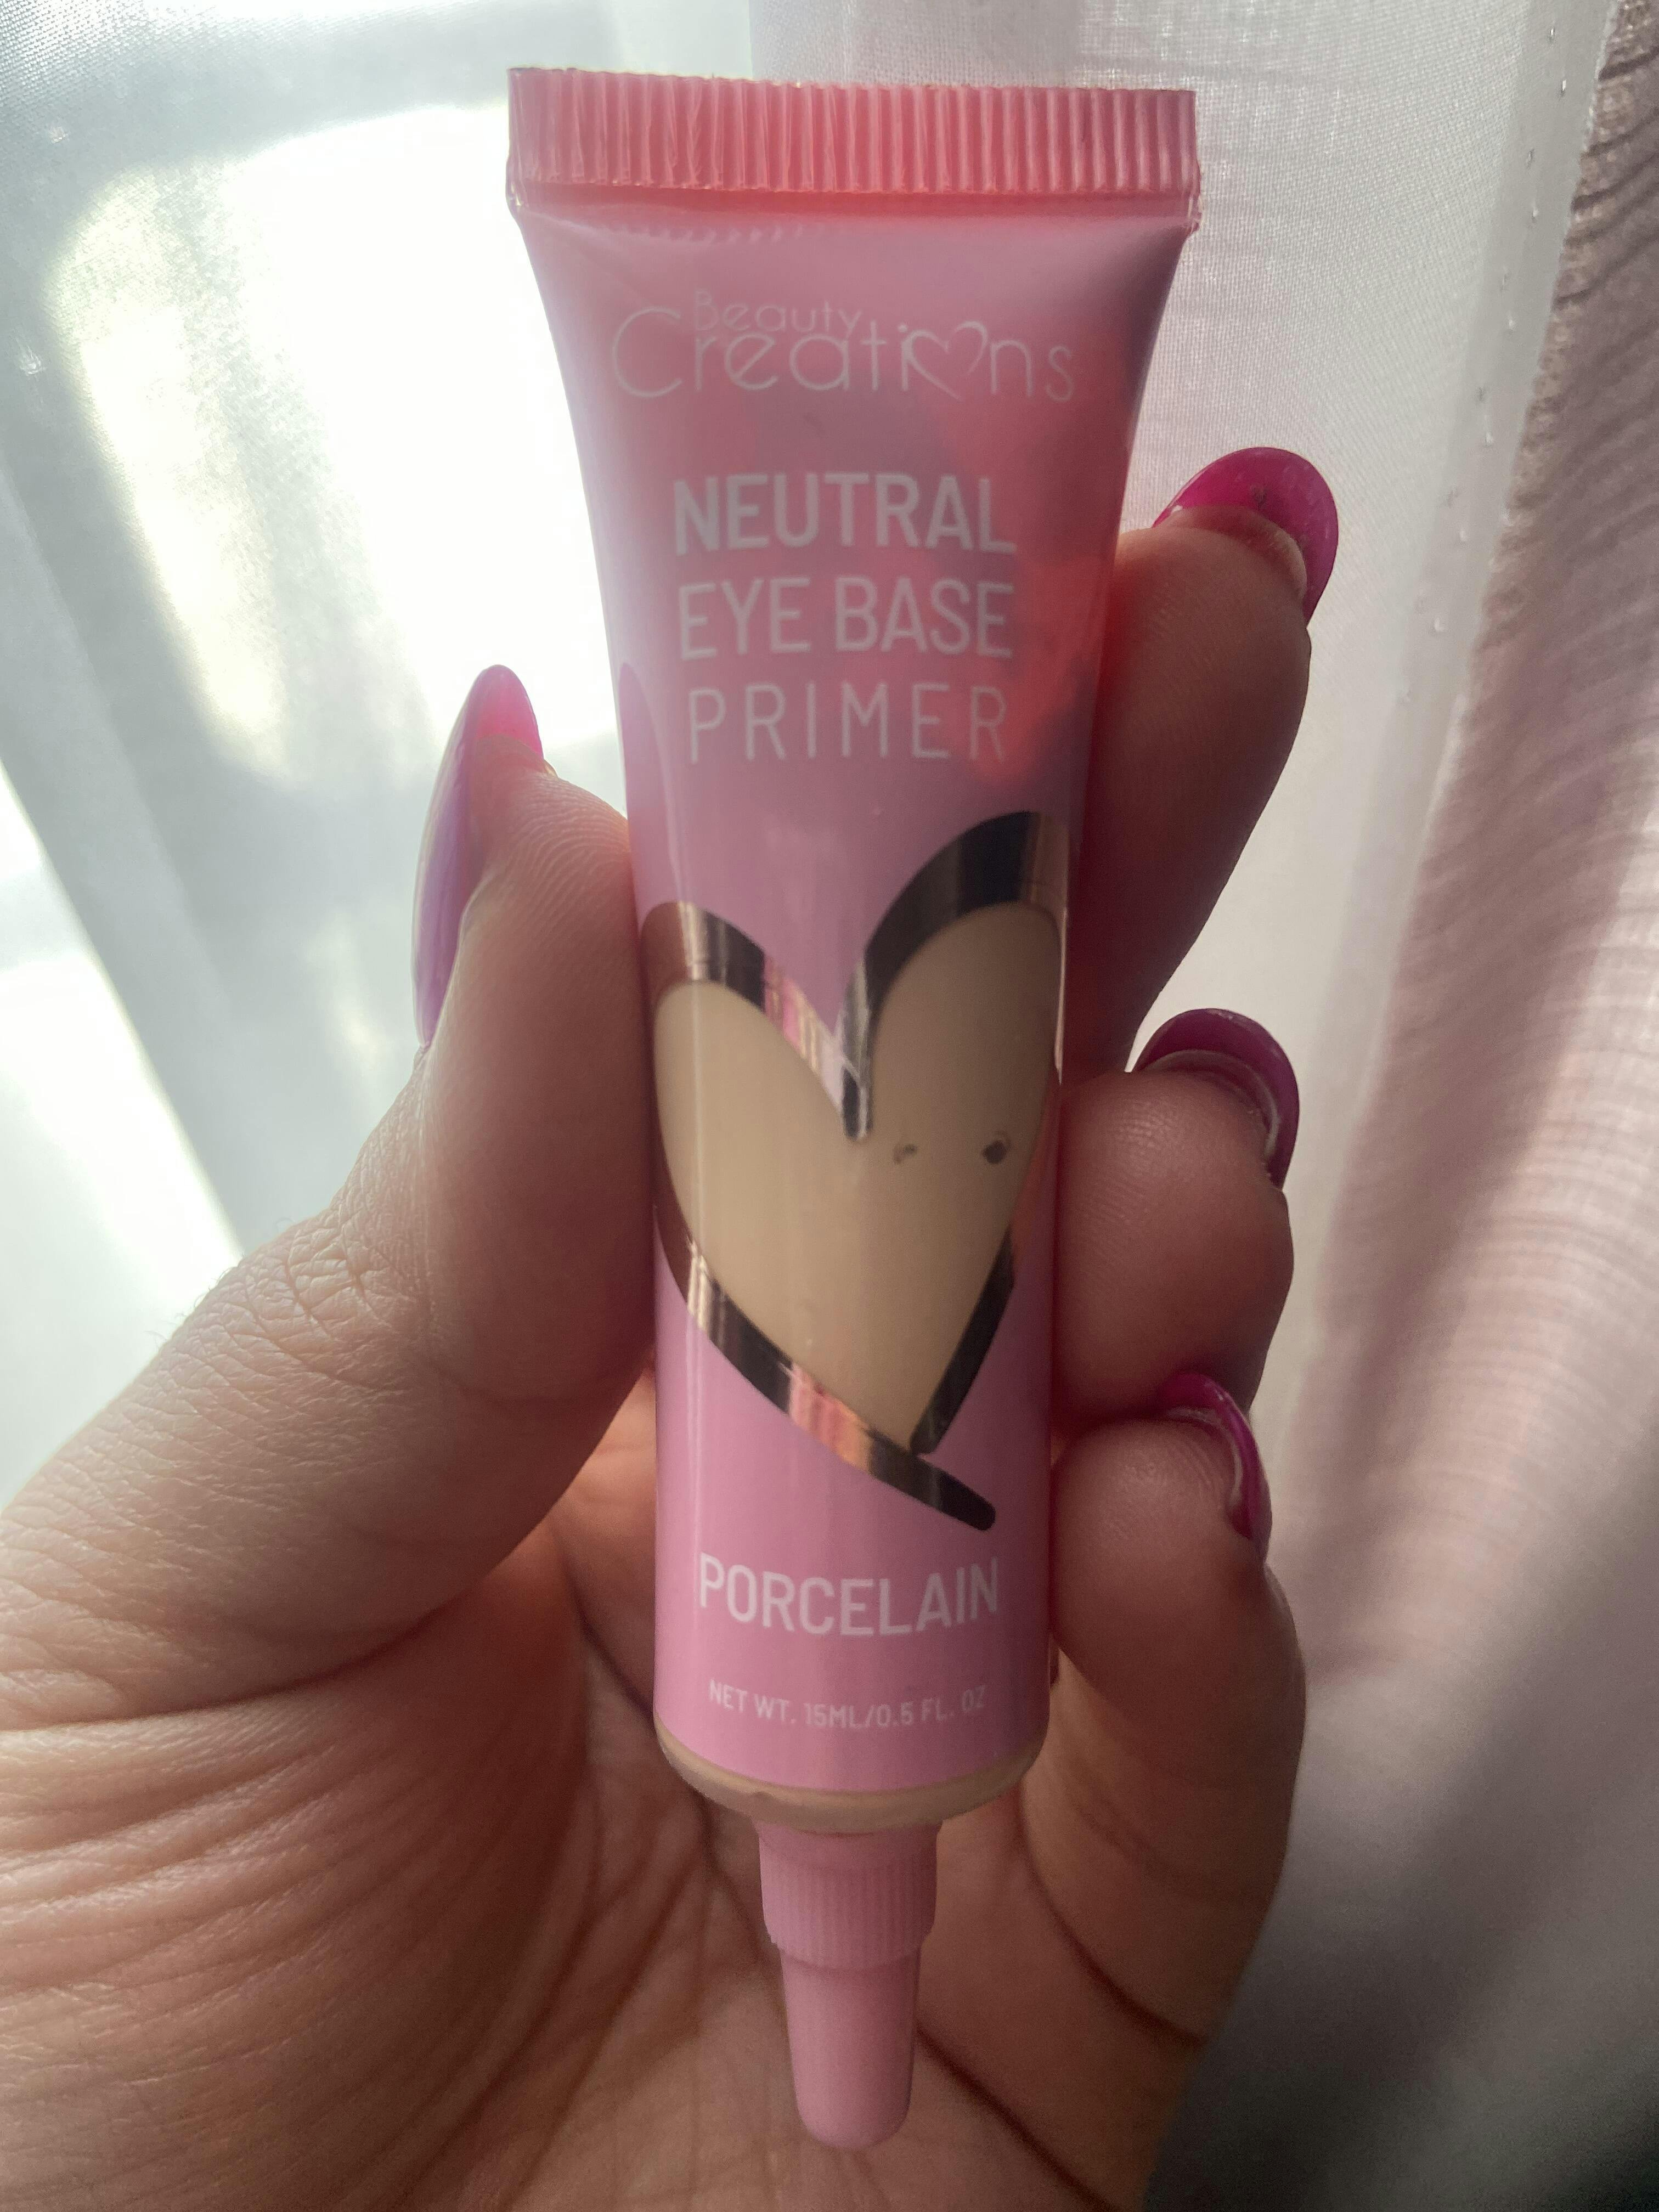 Beauty
Creations
NEUTRAL
EYE BASE
PRIMER
PORCELAIN
NET WT. 15ML/0.5 FL. OZ